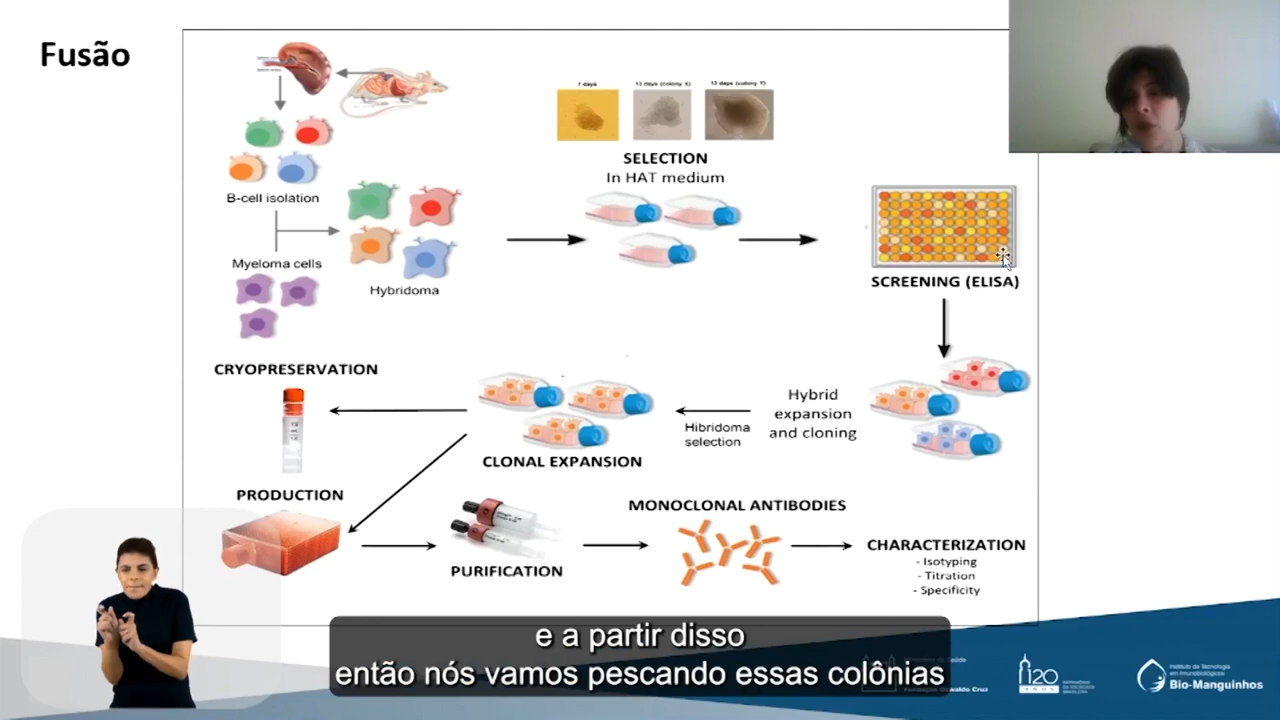 Fusão
7 days
13 days (colony X)
13 days (colony Y)
SELECTION
In HAT medium
B-cell isolation
Myeloma cells
Hybridoma
SCREENING (ELISA)
CRYOPRESERVATION
Hybrid
expansion
and cloning
Hibridoma
selection
CLONAL EXPANSION
PRODUCTION
PURIFICATION
MONOCLONAL ANTIBODIES
CHARACTERIZATION
- Isotyping
- Titration
- Specificity
e a partir disso
então nós vamos pescando essas colônias
120
ANOS
Instituto de Tecnologia
em Imunobiológicos
Bio-Manguinhos